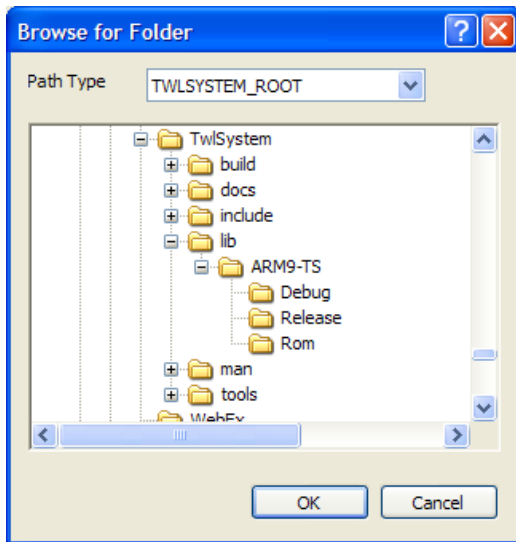 Browse for Folder
Path Type
TWLSYSTEM_ROOT
TwlSystem
build
docs
include
lib
ARM9-TS
Debug
Release
Rom
man
tools
WebEx
OK
Cancel